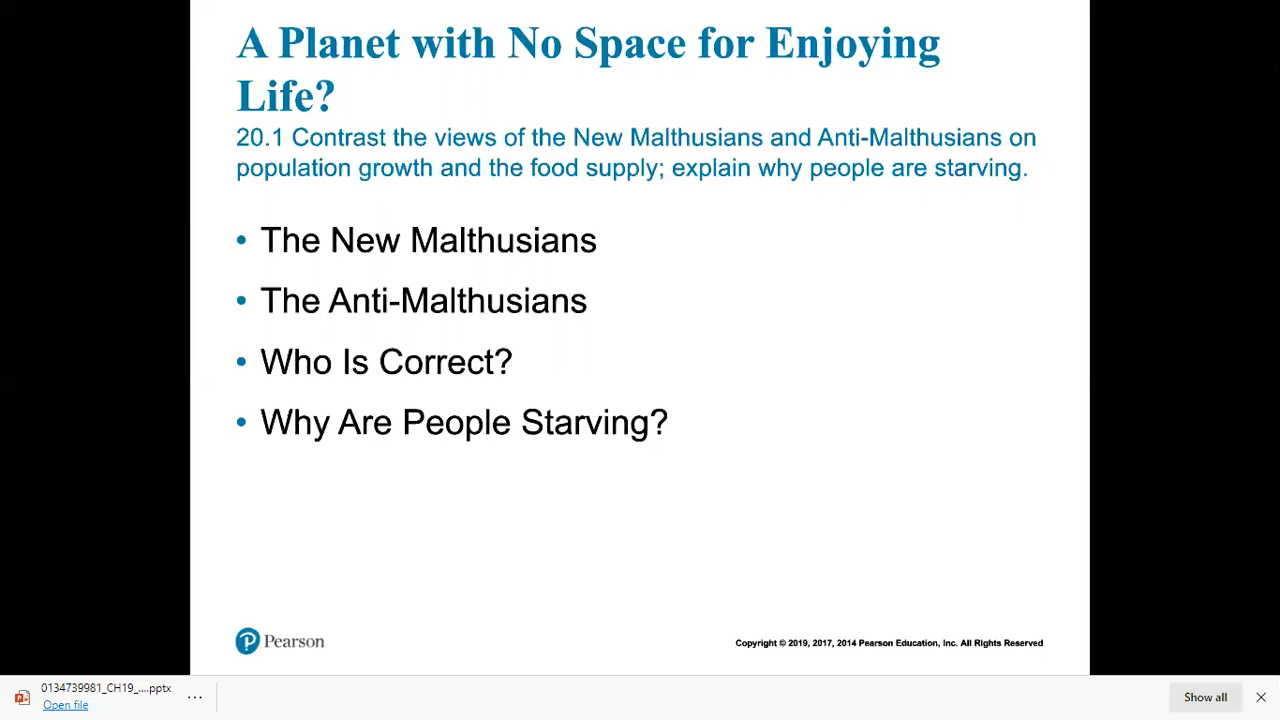 A Planet with No Space for Enjoying
Life?
20.1 Contrast the views of the New Malthusians and Anti-Malthusians on
population growth and the food supply; explain why people are starving.
• The New Malthusians
• The Anti-Malthusians
• Who Is Correct?
• Why Are People Starving?
P Pearson
Copyright © 2019, 2017, 2014 Pearson Education, Inc. All Rights Reserved
0134739981_CH19_....pptx
Open file
...
Show all